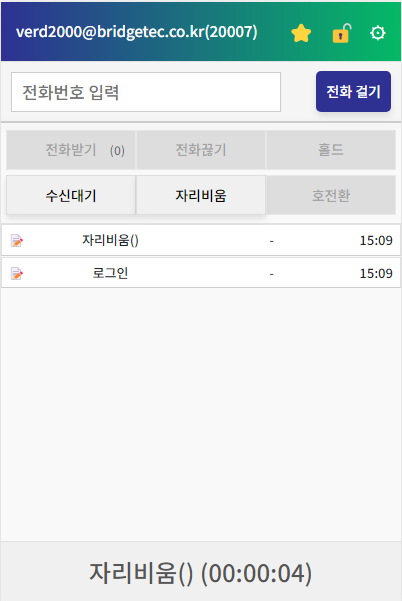 verd2000@bridgetec.co.kr(20007)
전화번호 입력 전화 걸기
전화받기 (0) 전화끊기 홀드
수신대기 자리비움 호전환
자리비움() - 15:09
로그인 - 15:09
자리비움() (00:00:04)